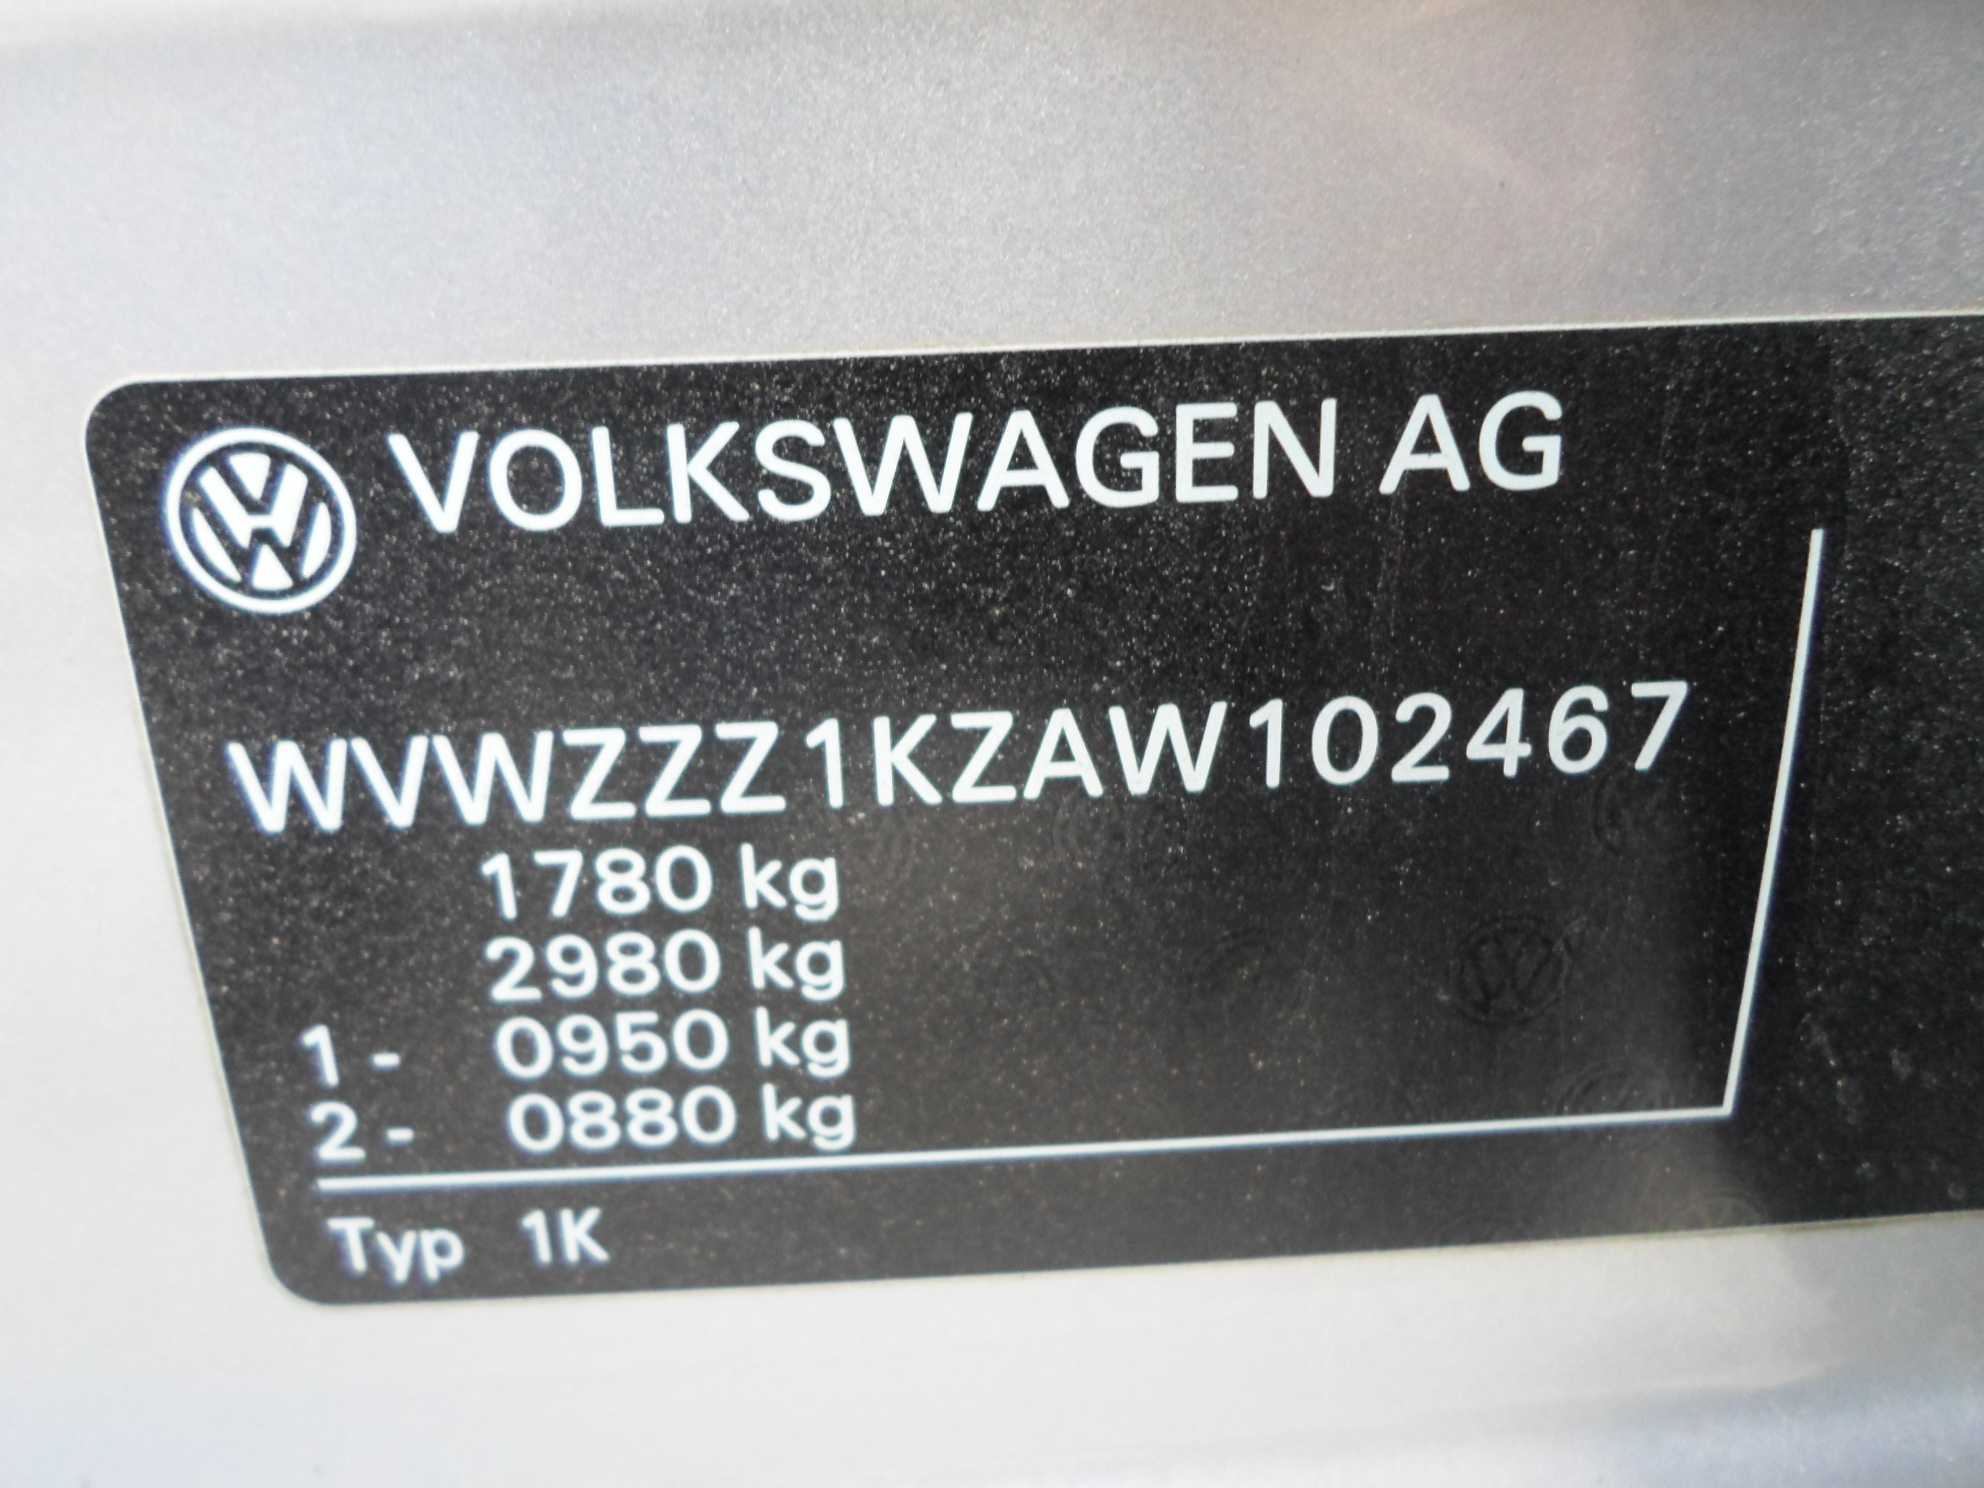 VOLKSWAGEN AG
WVWZZZ1KZAW102467
1780 kg
2980 kg
1 - 0950 kg
2 - 0880 kg
Typ 1K